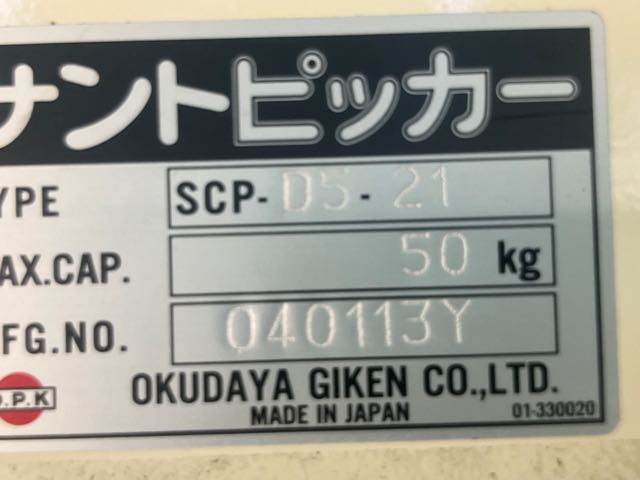 ナントピッカー
YPE SCP-D5-21
AX.CAP. 50 kg
FG.NO. 040113Y
O.P.K OKUDAYA GIKEN CO.,LTD.
MADE IN JAPAN 01-330020